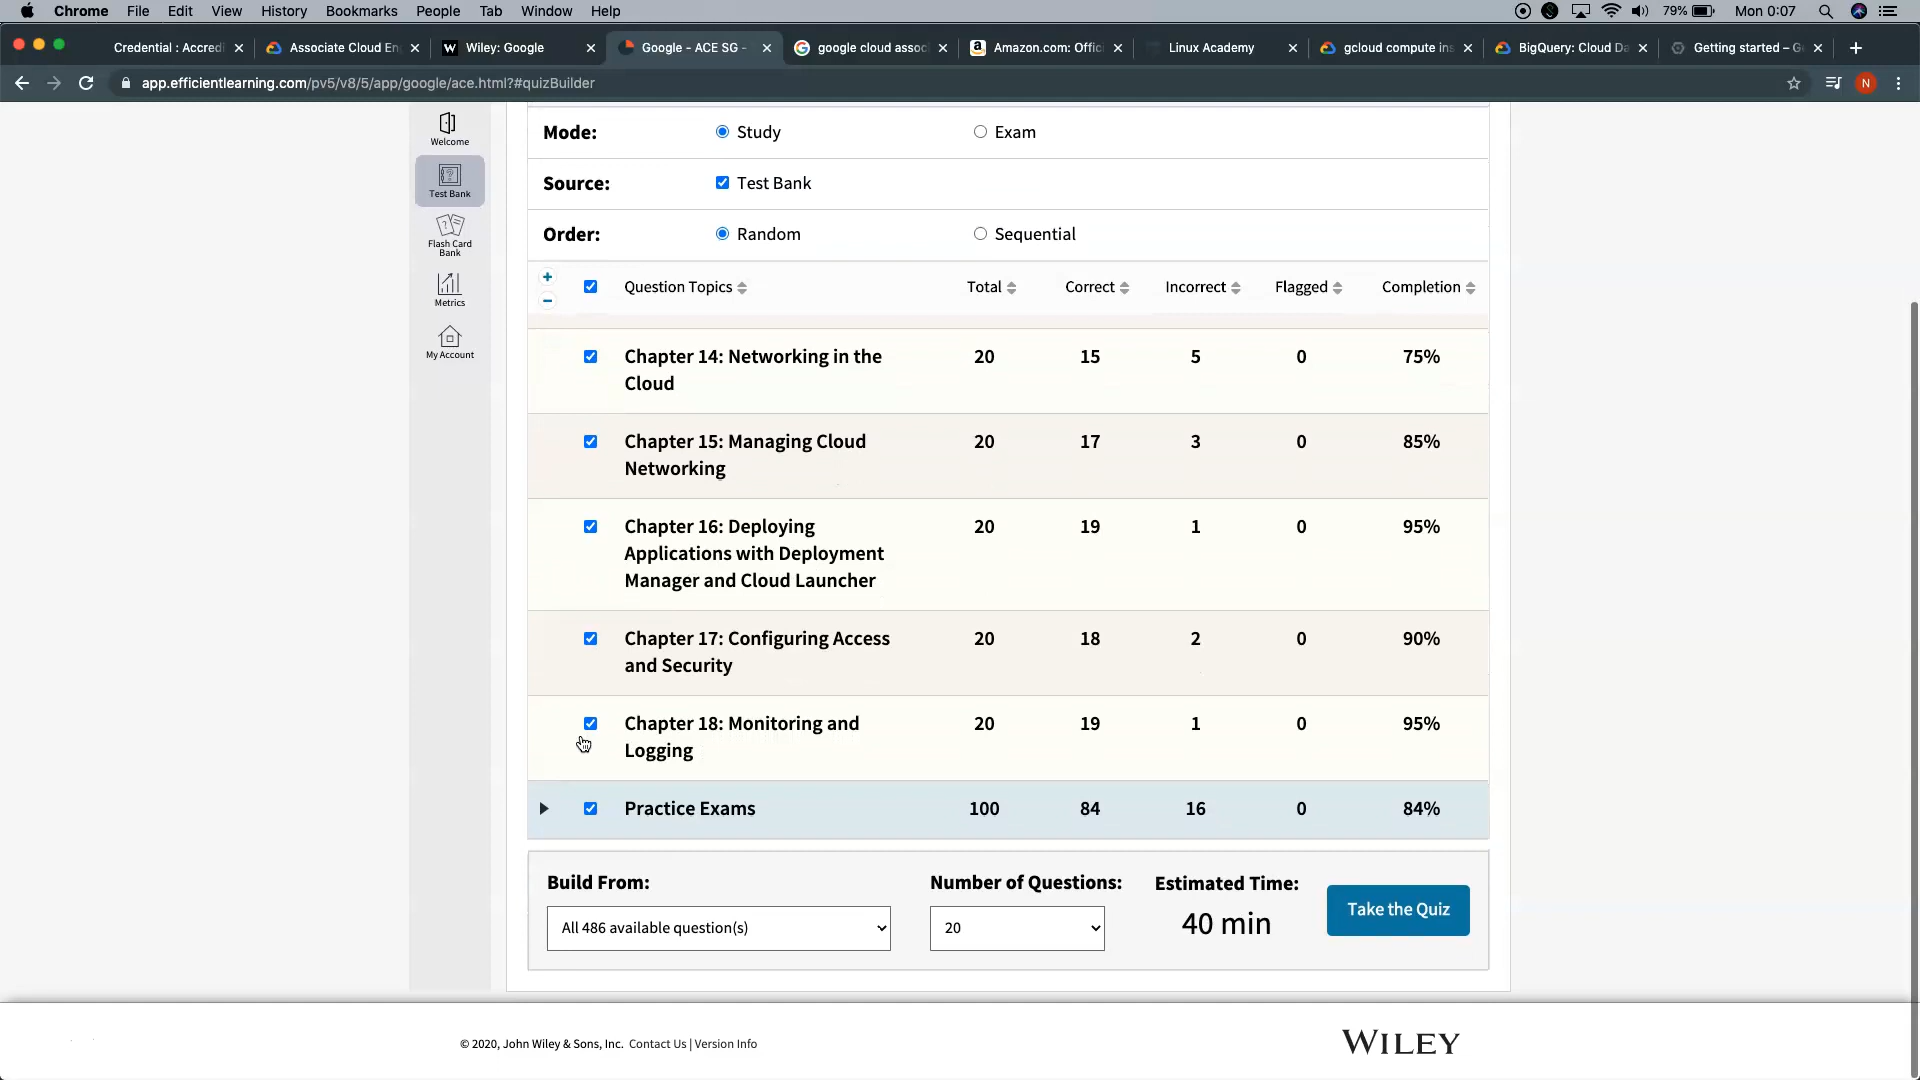 Chrome File Edit View History Bookmarks People Tab Window Help 79% Mon 0:07
Credential : Accredi Associate Cloud En Wiley: Google Google - ACE SG - google cloud assoc Amazon.com: Offici Linux Academy gcloud compute ins BigQuery: Cloud Da Getting started – G
app.efficientlearning.com/pv5/v8/5/app/google/ace.html?#quizBuilder N
Welcome
Test Bank
Flash Card
Bank
Metrics
My Account
Mode: Study Exam
Source: Test Bank
Order: Random Sequential
Question Topics Total Correct Incorrect Flagged Completion
Chapter 14: Networking in the 20 15 5 0 75%
Cloud
Chapter 15: Managing Cloud 20 17 3 0 85%
Networking
Chapter 16: Deploying 20 19 1 0 95%
Applications with Deployment
Manager and Cloud Launcher
Chapter 17: Configuring Access 20 18 2 0 90%
and Security
Chapter 18: Monitoring and 20 19 1 0 95%
Logging
Practice Exams 100 84 16 0 84%
Build From: Number of Questions: Estimated Time:
All 486 available question(s) 20 40 min Take the Quiz
© 2020, John Wiley & Sons, Inc. Contact Us | Version Info WILEY